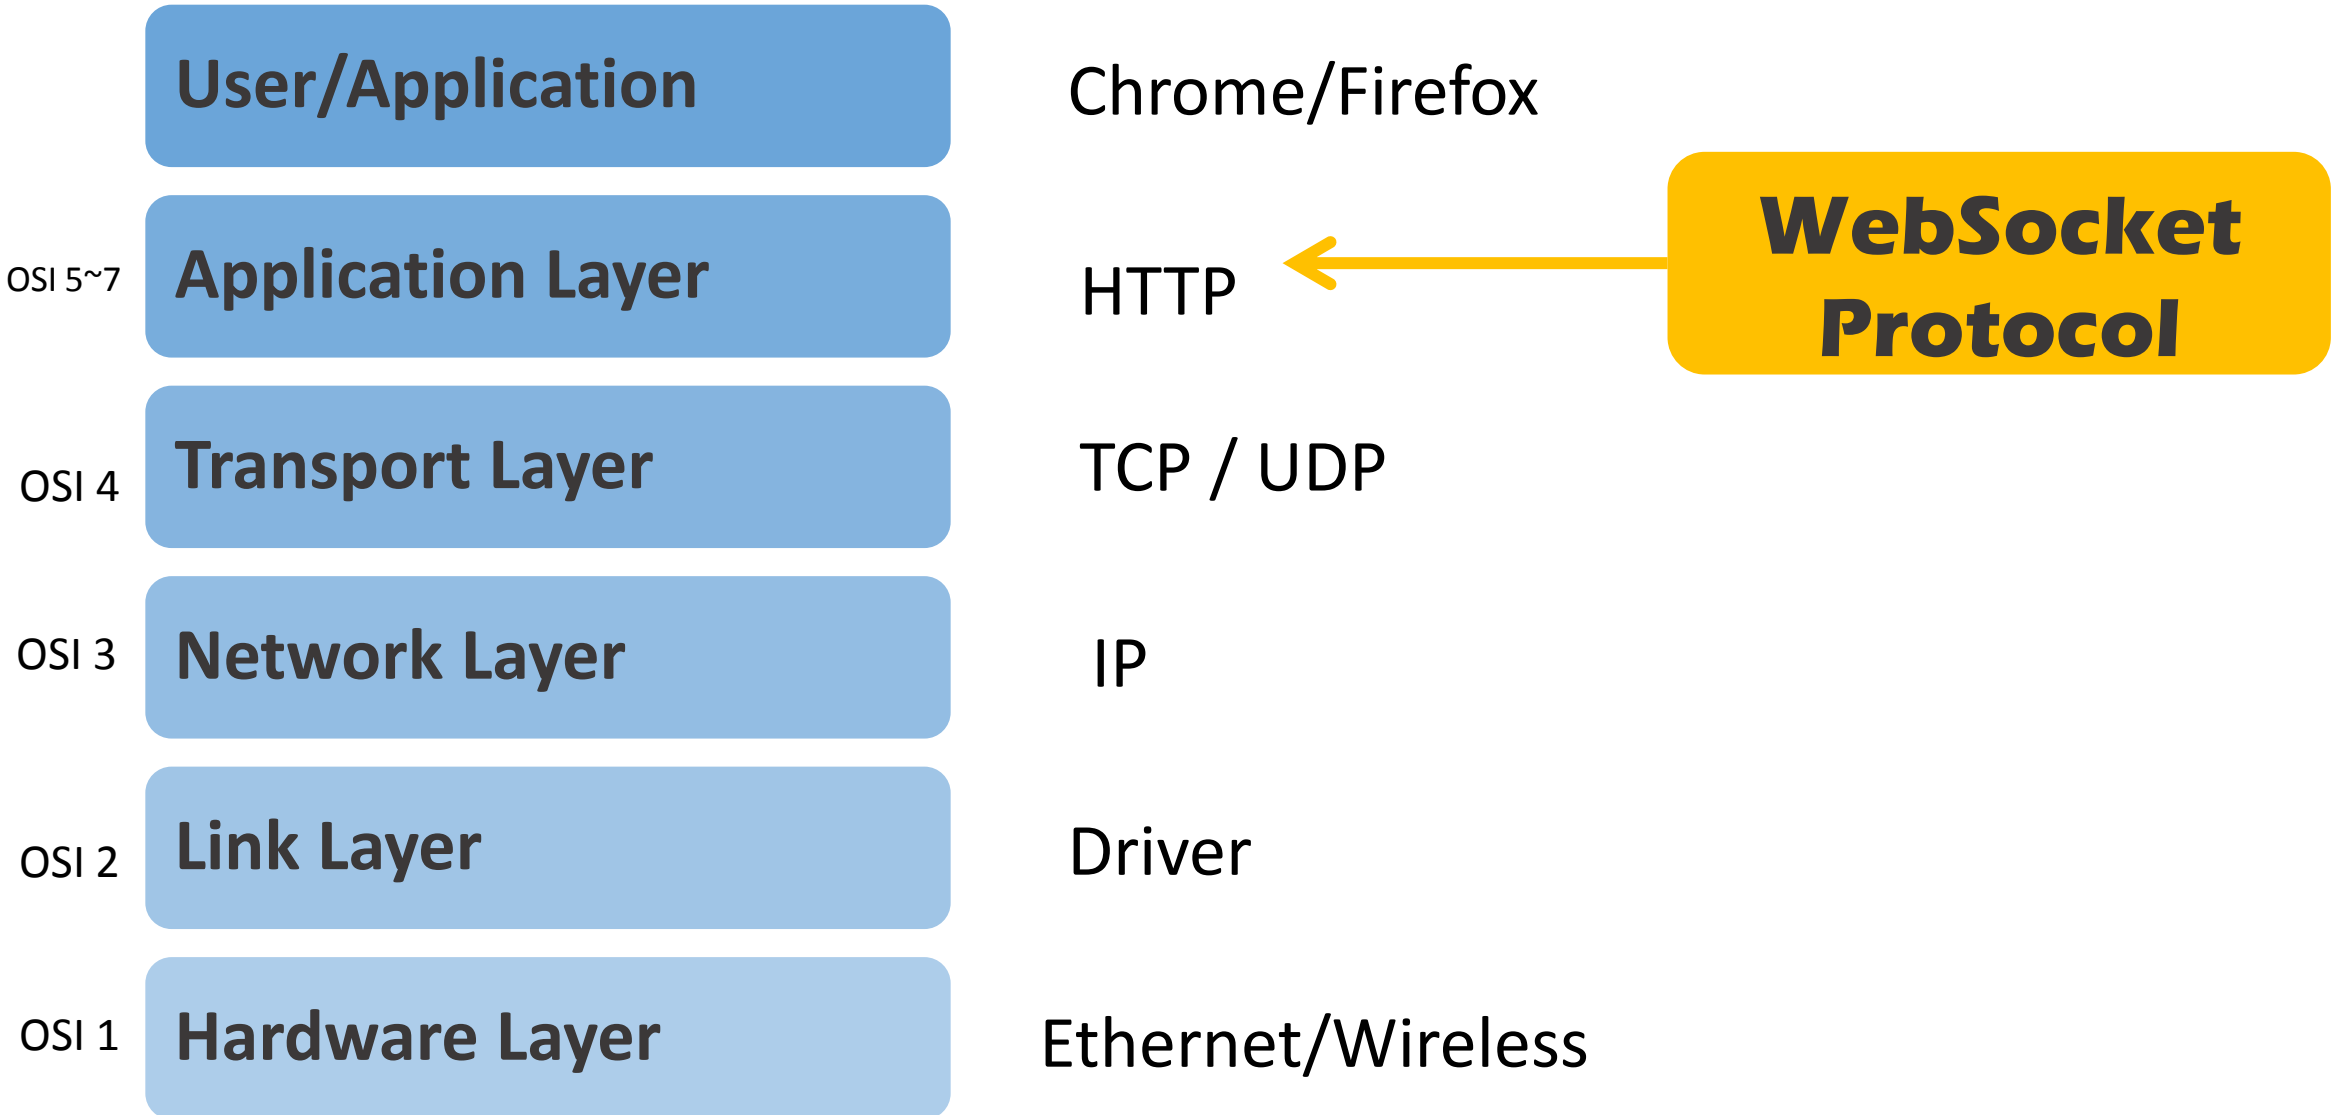 User/Application
Chrome/Firefox
WebSocket
Protocol
OSI 5~7
Application Layer
HTTP
OSI 4
Transport Layer
TCP / UDP
OSI 3
Network Layer
IP
OSI 2
Link Layer
Driver
OSI 1
Hardware Layer
Ethernet/Wireless